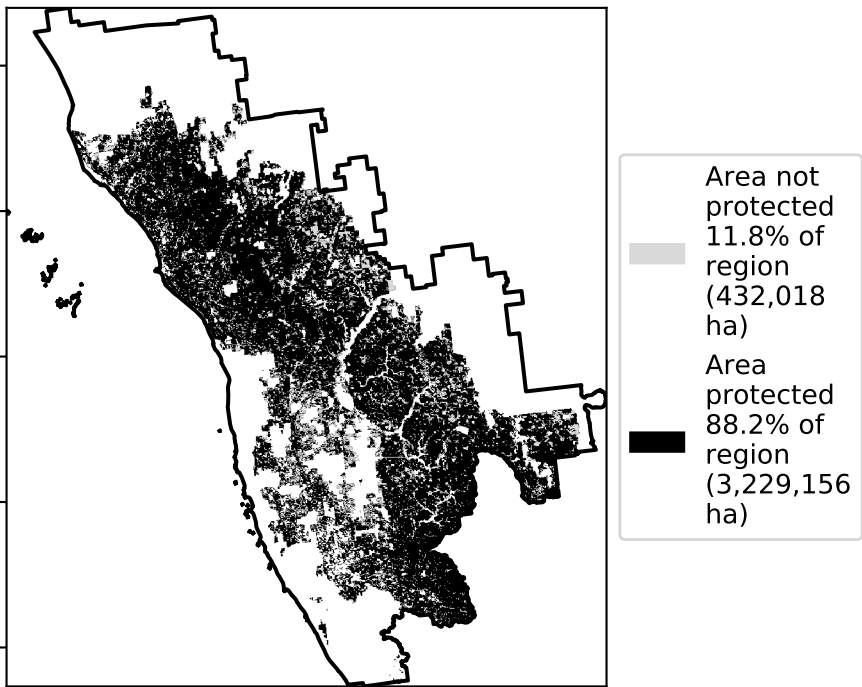 Area not
protected
11.8% of
region
(432,018
ha)
Area
protected
88.2% of
region
(3,229,156
ha)